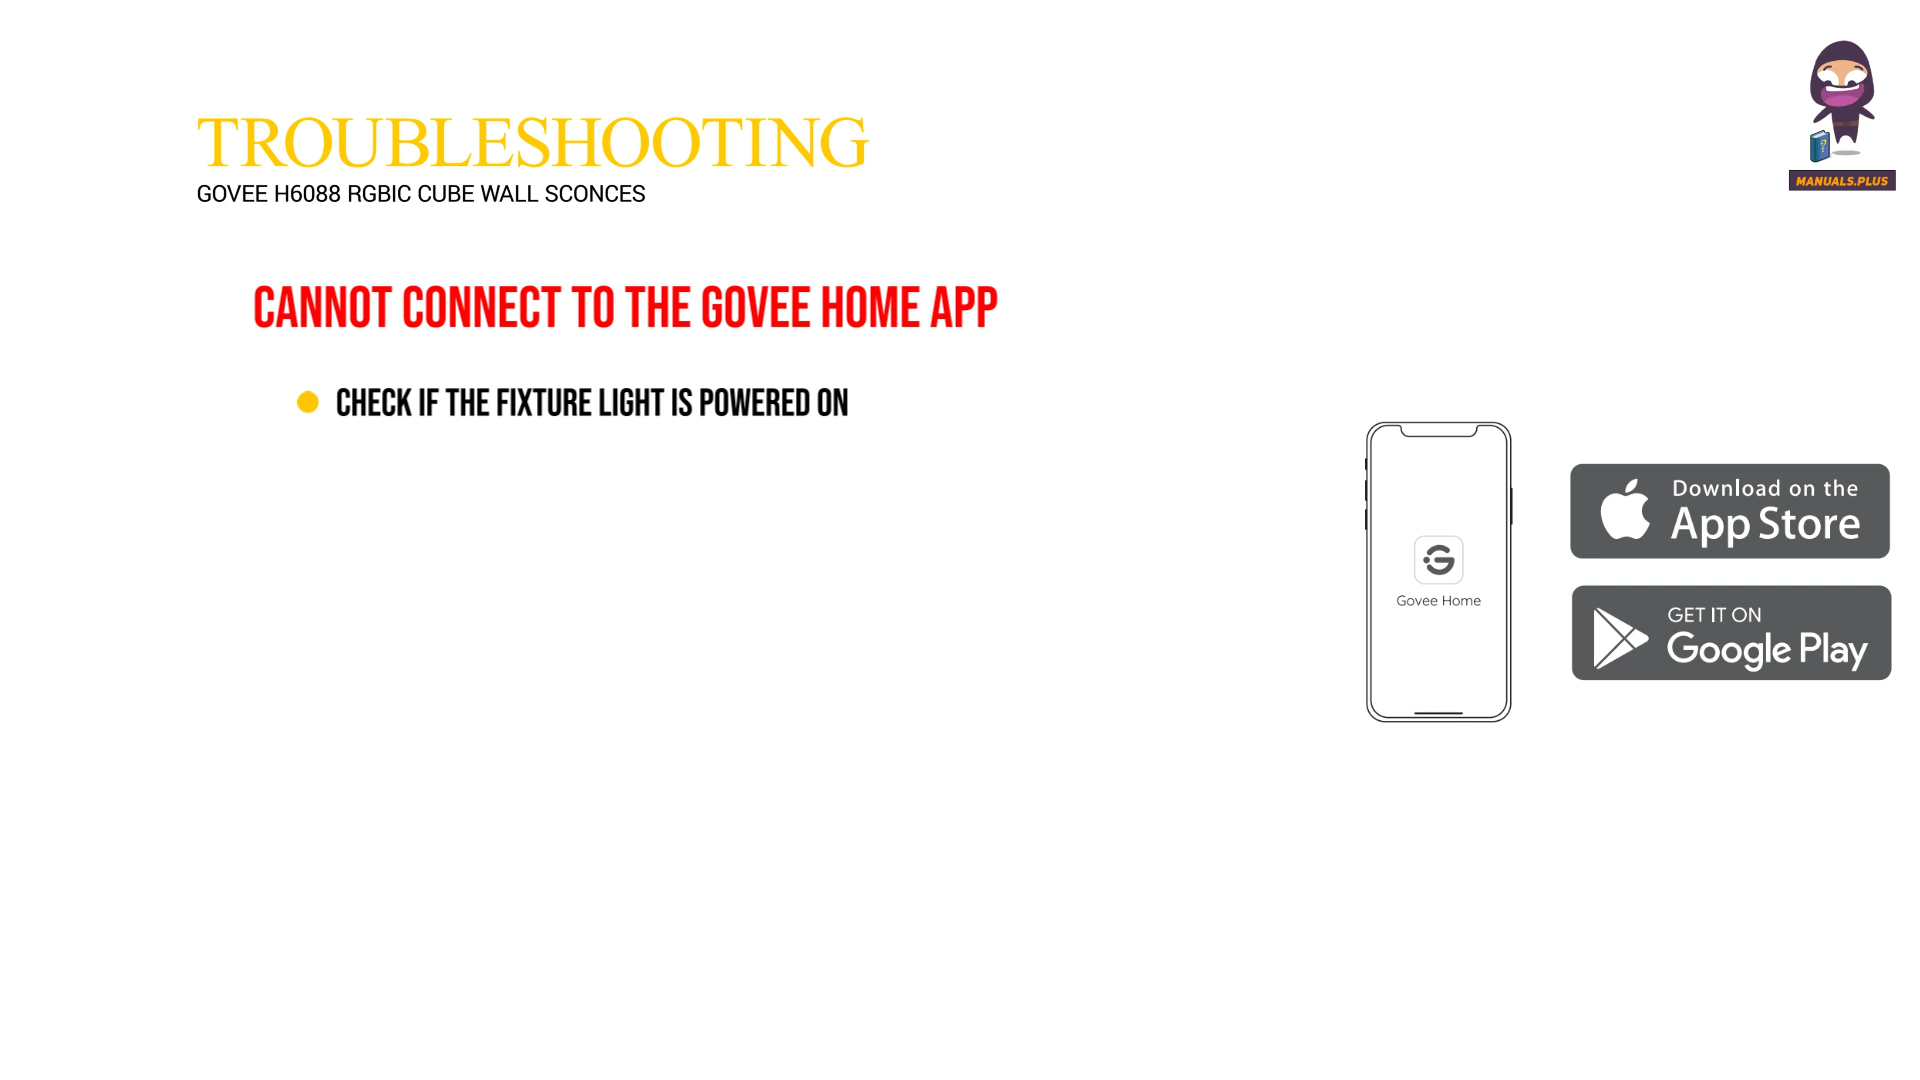 TROUBLESHOOTING
GOVEE H6088 RGBIC CUBE WALL SCONCES
MANUALS.PLUS
CANNOT CONNECT TO THE GOVEE HOME APP
CHECK IF THE FIXTURE LIGHT IS POWERED ON
Govee Home
Download on the
App Store
GET IT ON
Google Play